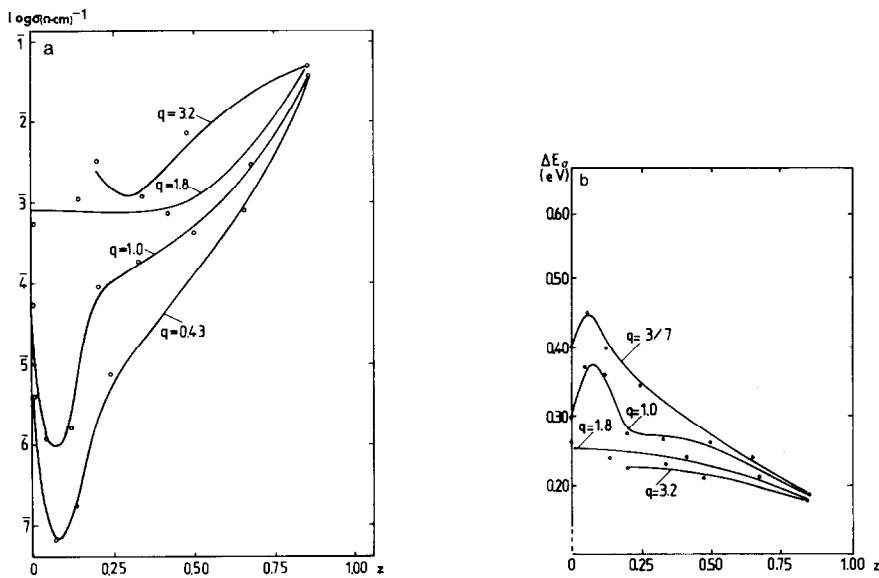 logσ(Ω·cm)⁻¹
a
1̅
2̅
3̅
4̅
5̅
6̅
7̅
q=3.2
q=1.8
q=1.0
q=0.43
0 0.25 0.50 0.75 1.00 z
ΔEσ
(eV)
b
0.60
0.50
0.40
0.30
0.20
q=3/7
q=1.0
q=1.8
q=3.2
0 0.25 0.50 0.75 1.00 z